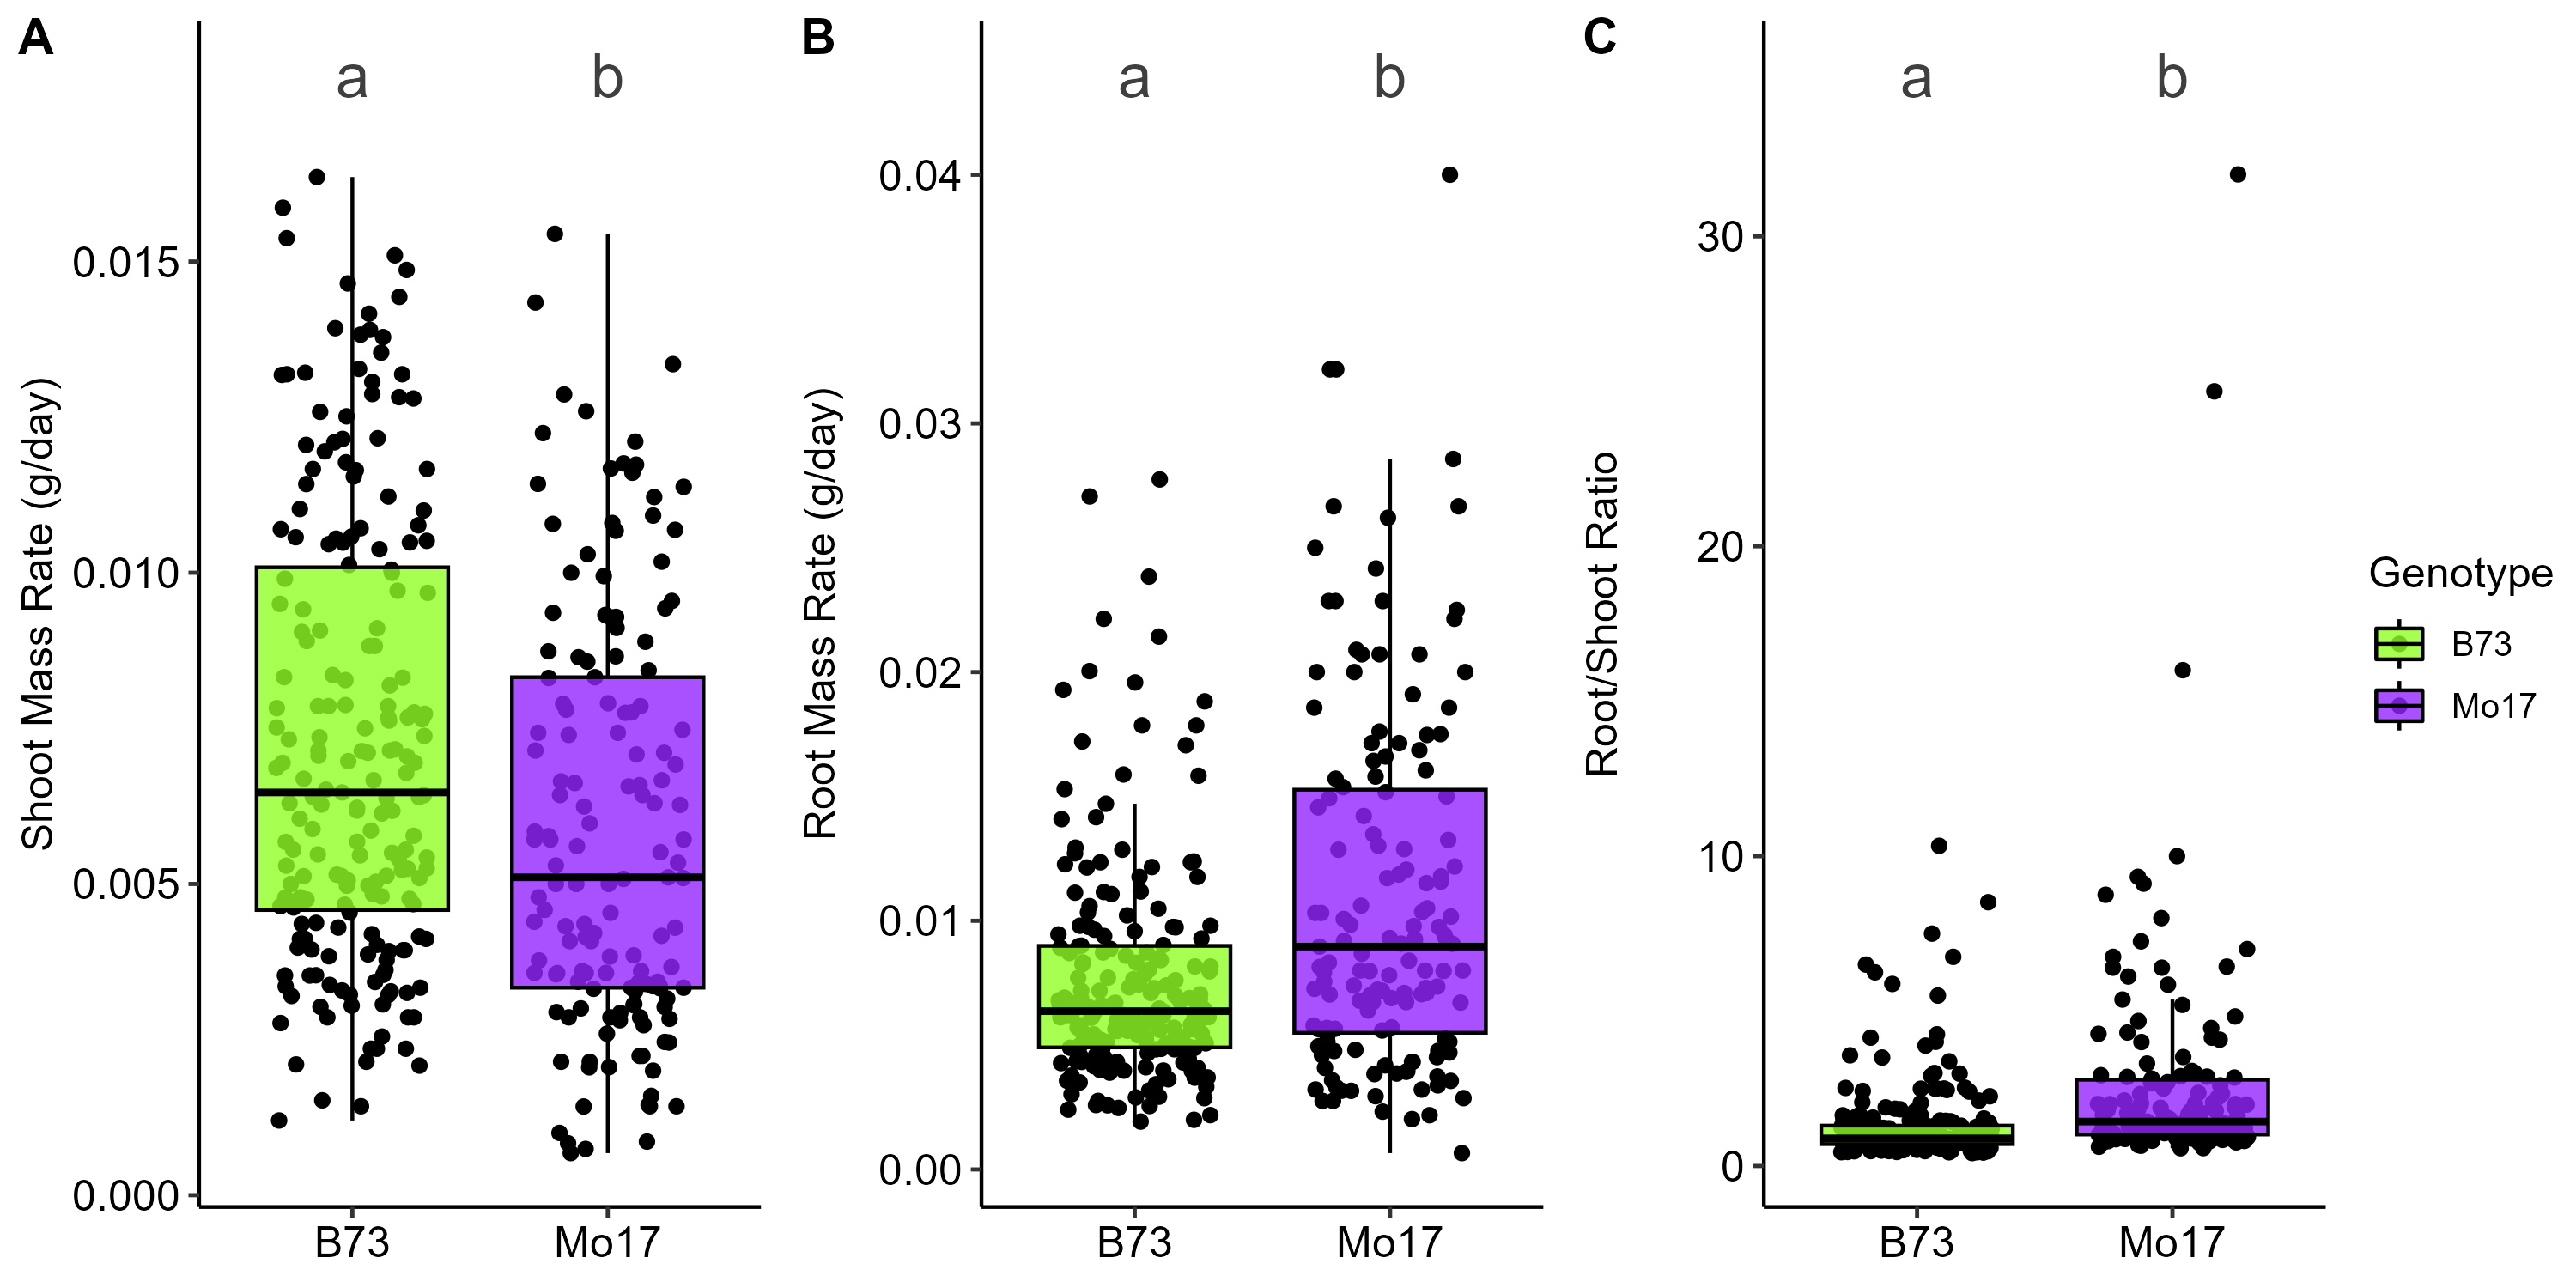 A
a
b
Shoot Mass Rate (g/day)
0.015
0.010
0.005
0.000
B73
Mo17
B
a
b
Root Mass Rate (g/day)
0.04
0.03
0.02
0.01
0.00
B73
Mo17
C
a
b
Root/Shoot Ratio
30
20
10
0
B73
Mo17
Genotype
B73
Mo17